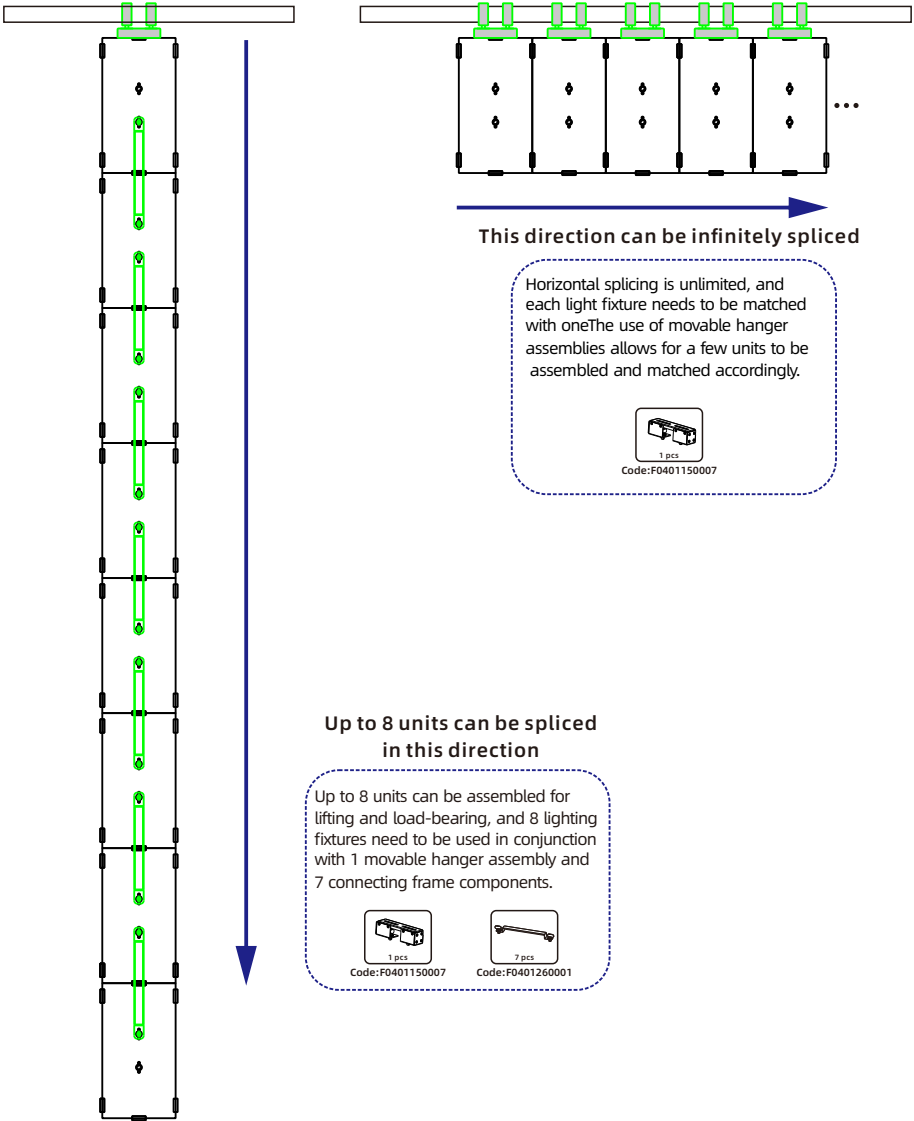 This direction can be infinitely spliced
Horizontal splicing is unlimited, and
each light fixture needs to be matched
with oneThe use of movable hanger
assemblies allows for a few units to be
assembled and matched accordingly.
1 pcs
Code:F0401150007
Up to 8 units can be spliced
in this direction
Up to 8 units can be assembled for
lifting and load-bearing, and 8 lighting
fixtures need to be used in conjunction
with 1 movable hanger assembly and
7 connecting frame components.
1 pcs
Code:F0401150007
7 pcs
Code:F0401260001